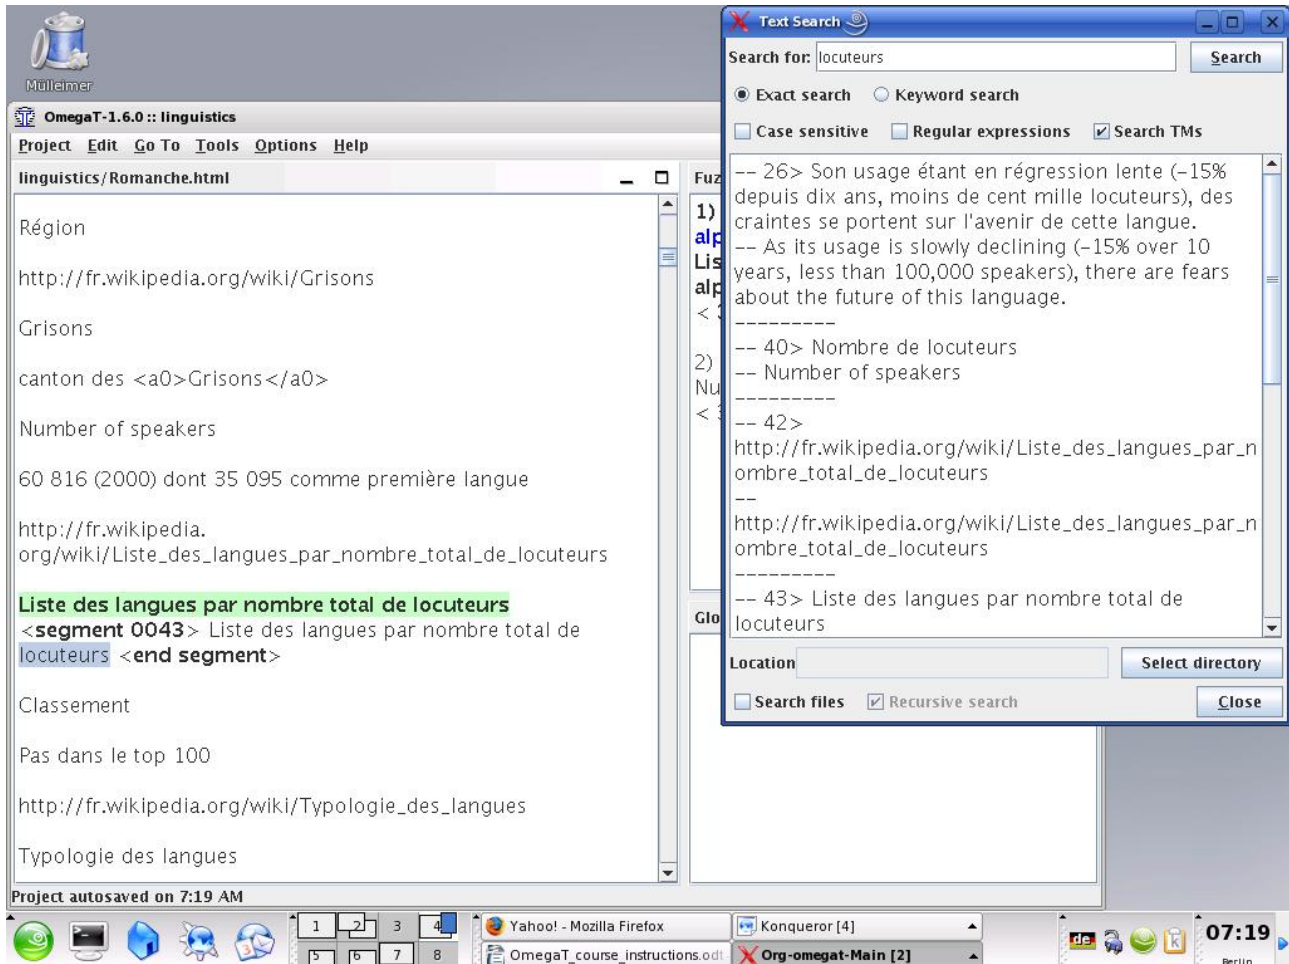 Mülleimer
OmegaT-1.6.0 :: linguistics
Project Edit Go To Tools Options Help
linguistics/Romanche.html
Région
http://fr.wikipedia.org/wiki/Grisons
Grisons
canton des <a0>Grisons</a0>
Number of speakers
60 816 (2000) dont 35 095 comme première langue
http://fr.wikipedia.
org/wiki/Liste_des_langues_par_nombre_total_de_locuteurs
Liste des langues par nombre total de locuteurs
<segment 0043> Liste des langues par nombre total de
locuteurs <end segment>
Classement
Pas dans le top 100
http://fr.wikipedia.org/wiki/Typologie_des_langues
Typologie des langues
Project autosaved on 7:19 AM
Fuz
1)
alp
Lis
alp
<
2)
Nu
<
Glo
Text Search
Search for: locuteurs Search
Exact search Keyword search
Case sensitive Regular expressions Search TMs
-- 26> Son usage étant en régression lente (–15%
depuis dix ans, moins de cent mille locuteurs), des
craintes se portent sur l'avenir de cette langue.
-- As its usage is slowly declining (–15% over 10
years, less than 100,000 speakers), there are fears
about the future of this language.
---------
-- 40> Nombre de locuteurs
-- Number of speakers
---------
-- 42>
http://fr.wikipedia.org/wiki/Liste_des_langues_par_n
ombre_total_de_locuteurs
--
http://fr.wikipedia.org/wiki/Liste_des_langues_par_n
ombre_total_de_locuteurs
---------
-- 43> Liste des langues par nombre total de
locuteurs
Location Select directory
Search files Recursive search Close
1 2 3 4
5 6 7 8
Yahoo! - Mozilla Firefox
OmegaT_course_instructions.odt
Konqueror [4]
Org-omegat-Main [2]
de
07:19
Berlin